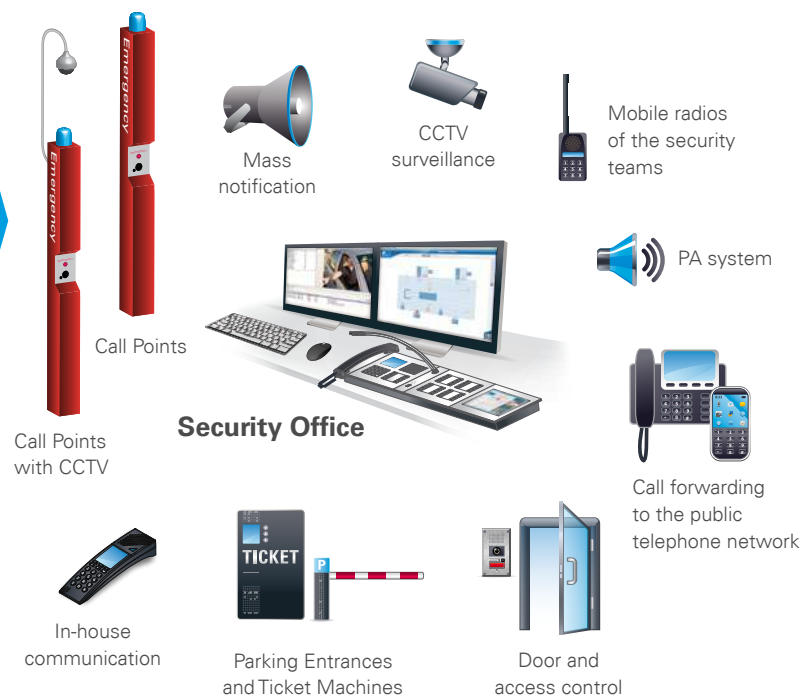 Emergency
Emergency
Mass
notification
CCTV
surveillance
Mobile radios
of the security
teams
PA system
Call Points
Security Office
Call Points
with CCTV
Call forwarding
to the public
telephone network
TICKET
P
In-house
communication
Parking Entrances
and Ticket Machines
Door and
access control